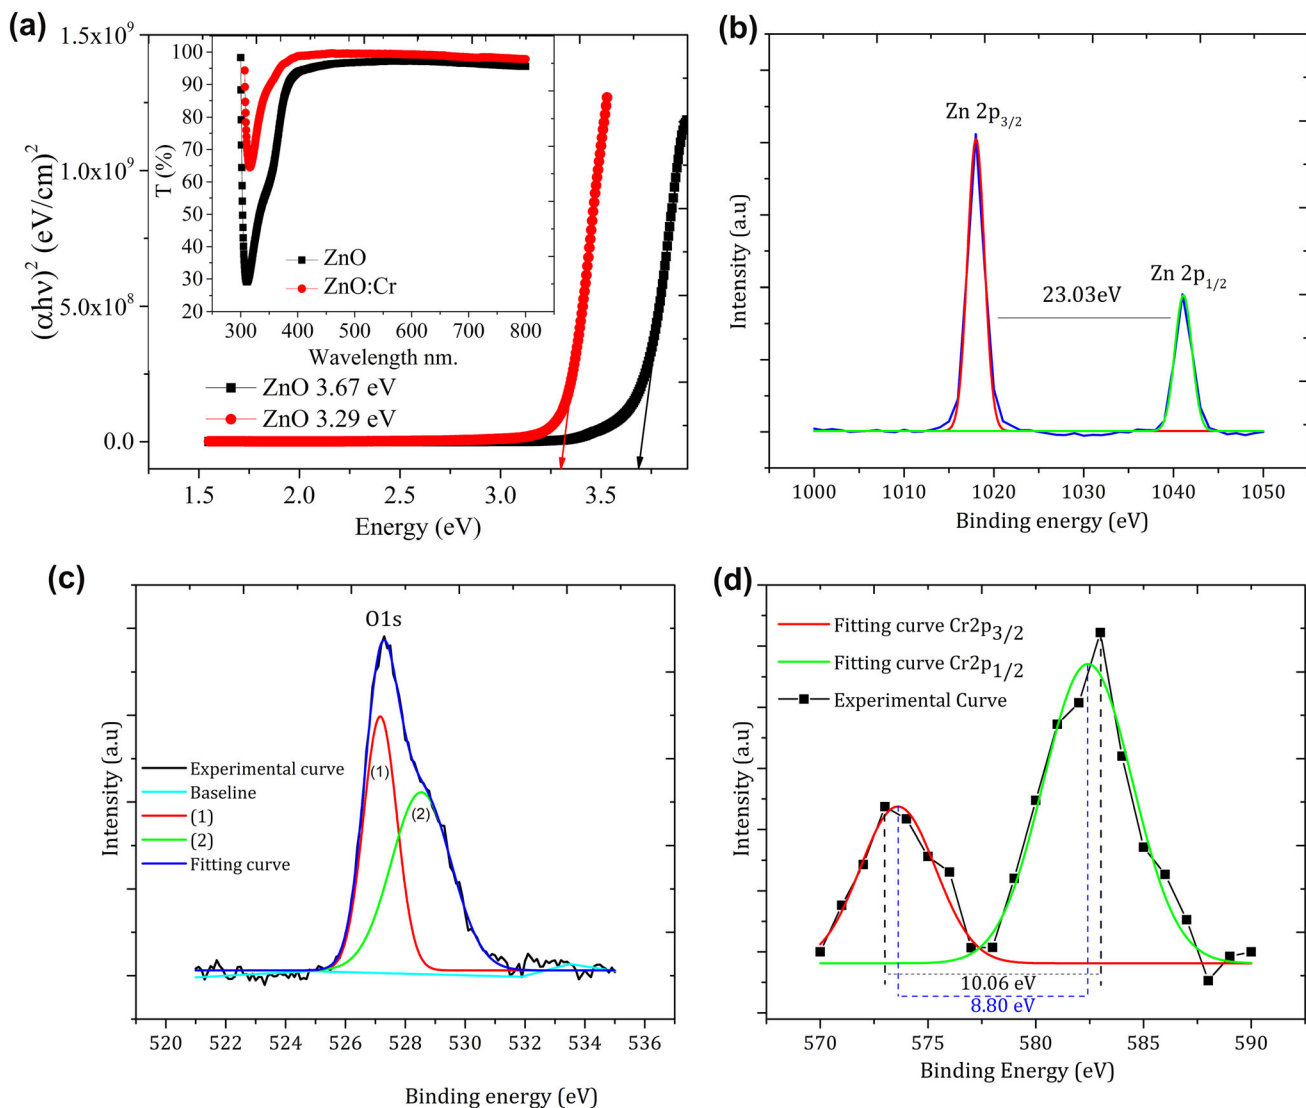 (a)
1.5x10⁹
1.0x10⁹
5.0x10⁸
0.0
(αhν)² (eV/cm)²
1.5 2.0 2.5 3.0 3.5
Energy (eV)
100
90
80
70
60
50
40
30
20
T (%)
300 400 500 600 700 800
Wavelength nm.
ZnO
ZnO:Cr
ZnO 3.67 eV
ZnO 3.29 eV
(b)
Zn 2p3/2
Zn 2p1/2
23.03eV
Intensity (a.u)
1000 1010 1020 1030 1040 1050
Binding energy (eV)
(c)
O1s
(1)
(2)
Experimental curve
Baseline
(1)
(2)
Fitting curve
Intensity (a.u)
520 522 524 526 528 530 532 534 536
Binding energy (eV)
(d)
Fitting curve Cr2p3/2
Fitting curve Cr2p1/2
Experimental Curve
10.06 eV
8.80 eV
Intensity (a.u)
570 575 580 585 590
Binding Energy (eV)